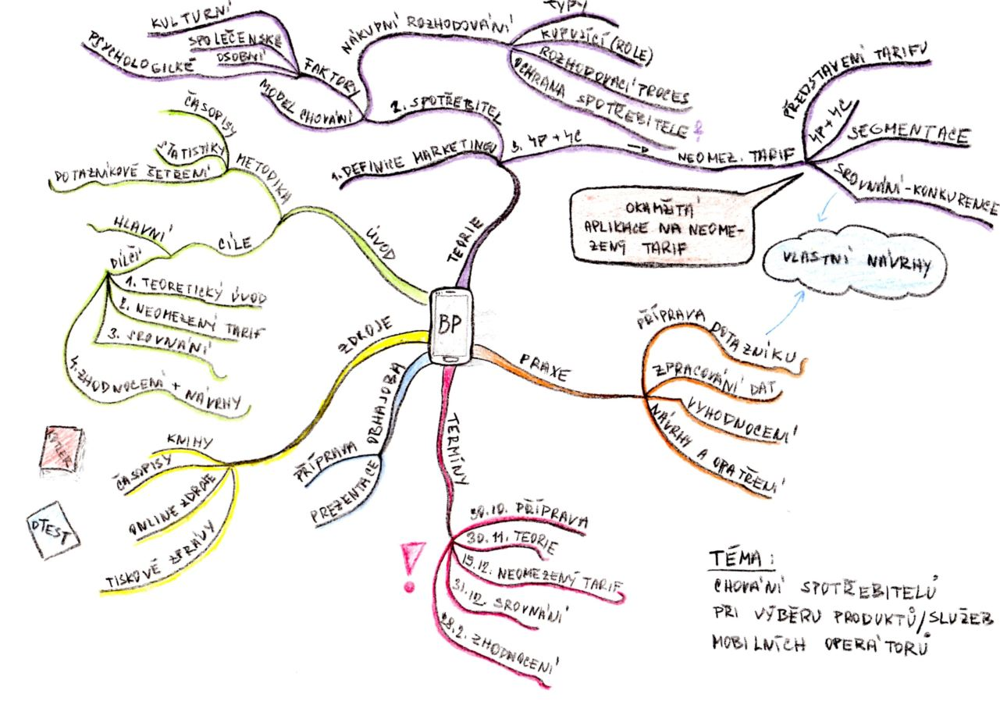 KULTURNÍ
SPOLEČENSKÉ
OSOBNÍ
PSYCHOLOGICKÉ
FAKTORY
MODEL CHOVÁNÍ
NÁKUPNÍ ROZHODOVÁNÍ
TYPY
KUPUJÍCÍ (ROLE)
ROZHODOVACÍ PROCES
OCHRANA SPOTŘEBITELE
2. SPOTŘEBITEL
1. DEFINICE MARKETINGU
3. 4P + 4C
NEOMEZ. TARIF
PŘEDSTAVENÍ TARIFU
4P + 4C
SEGMENTACE
SROVNÁNÍ - KONKURENCE
OKAMŽITÁ
APLIKACE NA NEOME-
ZENÝ TARIF
VLASTNÍ NÁVRHY
TEORIE
ČASOPISY
STATISTIKY
DOTAZNÍKOVÉ ŠETŘENÍ
METODIKA
ÚVOD
HLAVNÍ
CÍLE
DÍLČÍ
1. TEORETICKÝ ÚVOD
2. NEOMEZENÝ TARIF
3. SROVNÁNÍ
4. ZHODNOCENÍ + NÁVRHY
BP
ZDROJE
KNIHY
ČASOPISY
ONLINE ZDROJE
TISKOVÉ ZPRÁVY
KOTLER
DTEST
OBHAJOBA
PŘÍPRAVA
PREZENTACE
PRAXE
PŘÍPRAVA DOTAZNÍKU
ZPRACOVÁNÍ DAT
VYHODNOCENÍ
NÁVRHY A OPATŘENÍ
TERMÍNY
30.10. PŘÍPRAVA
30.11. TEORIE
15.12. NEOMEZENÝ TARIF
31.12. SROVNÁNÍ
28.2. ZHODNOCENÍ
!
TÉMA:
CHOVÁNÍ SPOTŘEBITELŮ
PŘI VÝBĚRU PRODUKTŮ/SLUŽEB
MOBILNÍCH OPERÁTORŮ